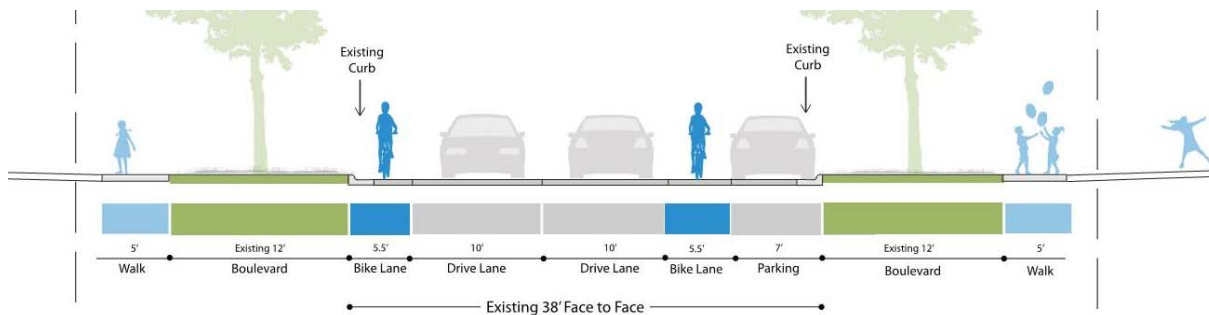 Existing
Curb
Existing
Curb
5'
Existing 12'
5.5'
10'
10'
5.5'
7'
Existing 12'
5'
Walk
Boulevard
Bike Lane
Drive Lane
Drive Lane
Bike Lane
Parking
Boulevard
Walk
Existing 38' Face to Face